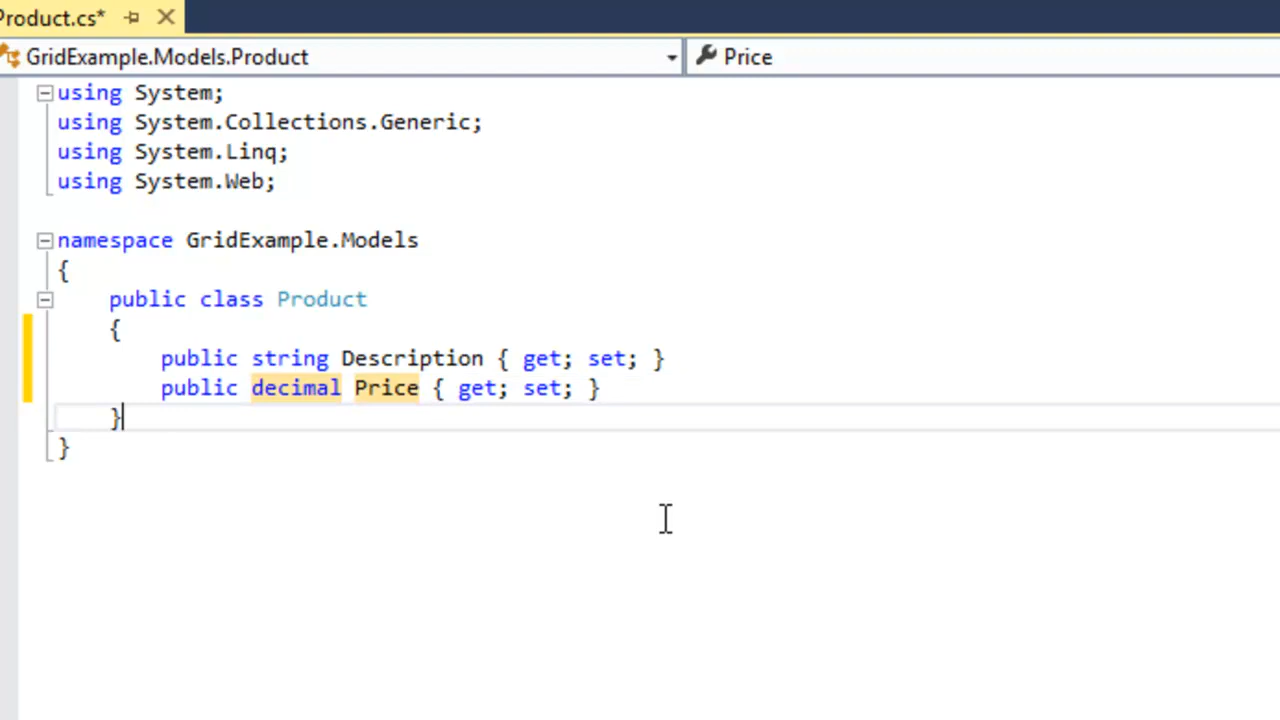 Product.cs*
GridExample.Models.Product
Price
using System;
using System.Collections.Generic;
using System.Linq;
using System.Web;
namespace GridExample.Models
{
public class Product
{
public string Description { get; set; }
public decimal Price { get; set; }
}
}